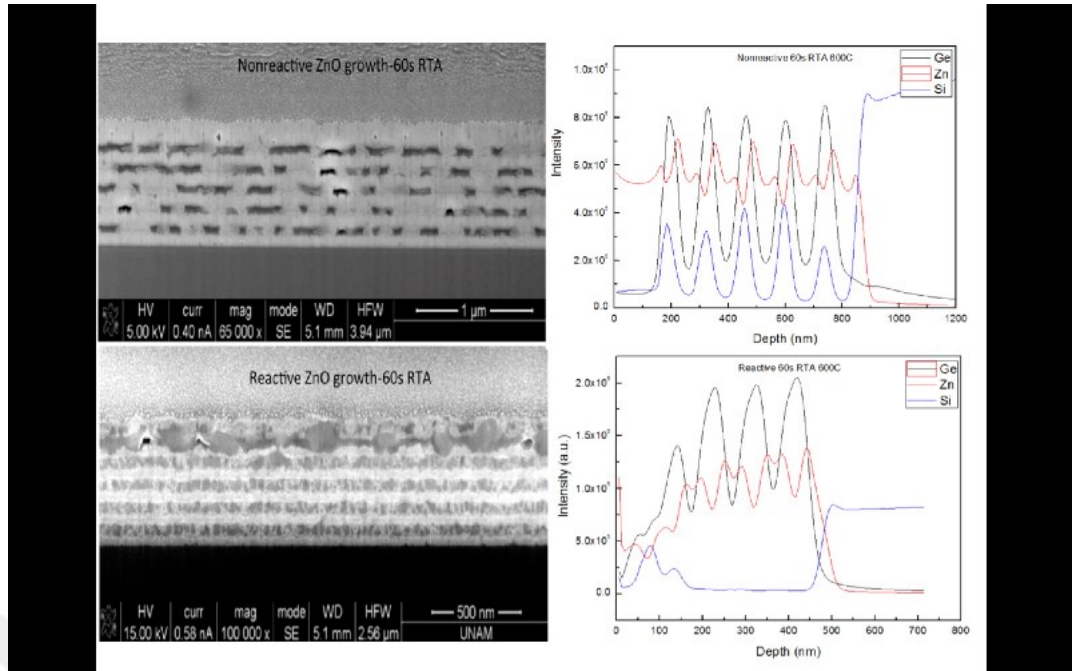 Nonreactive ZnO growth-60s RTA
HV curr mag mode WD HFW
5.00 kV 0.40 nA 65 000 x SE 5.1 mm 3.94 µm
1 µm
Nonreactive 60s RTA 600C
Ge
Zn
Si
Intensity
0.0
0 200 400 600 800 1000 1200
Depth (nm)
Reactive ZnO growth-60s RTA
HV curr mag mode WD HFW
15.00 kV 0.58 nA 100 000 x SE 5.1 mm 2.56 µm
500 nm
UNAM
Reactive 60s RTA 600C
Ge
Zn
Si
Intensity (a.u.)
0.0
0 100 200 300 400 500 600 700 800
Depth (nm)